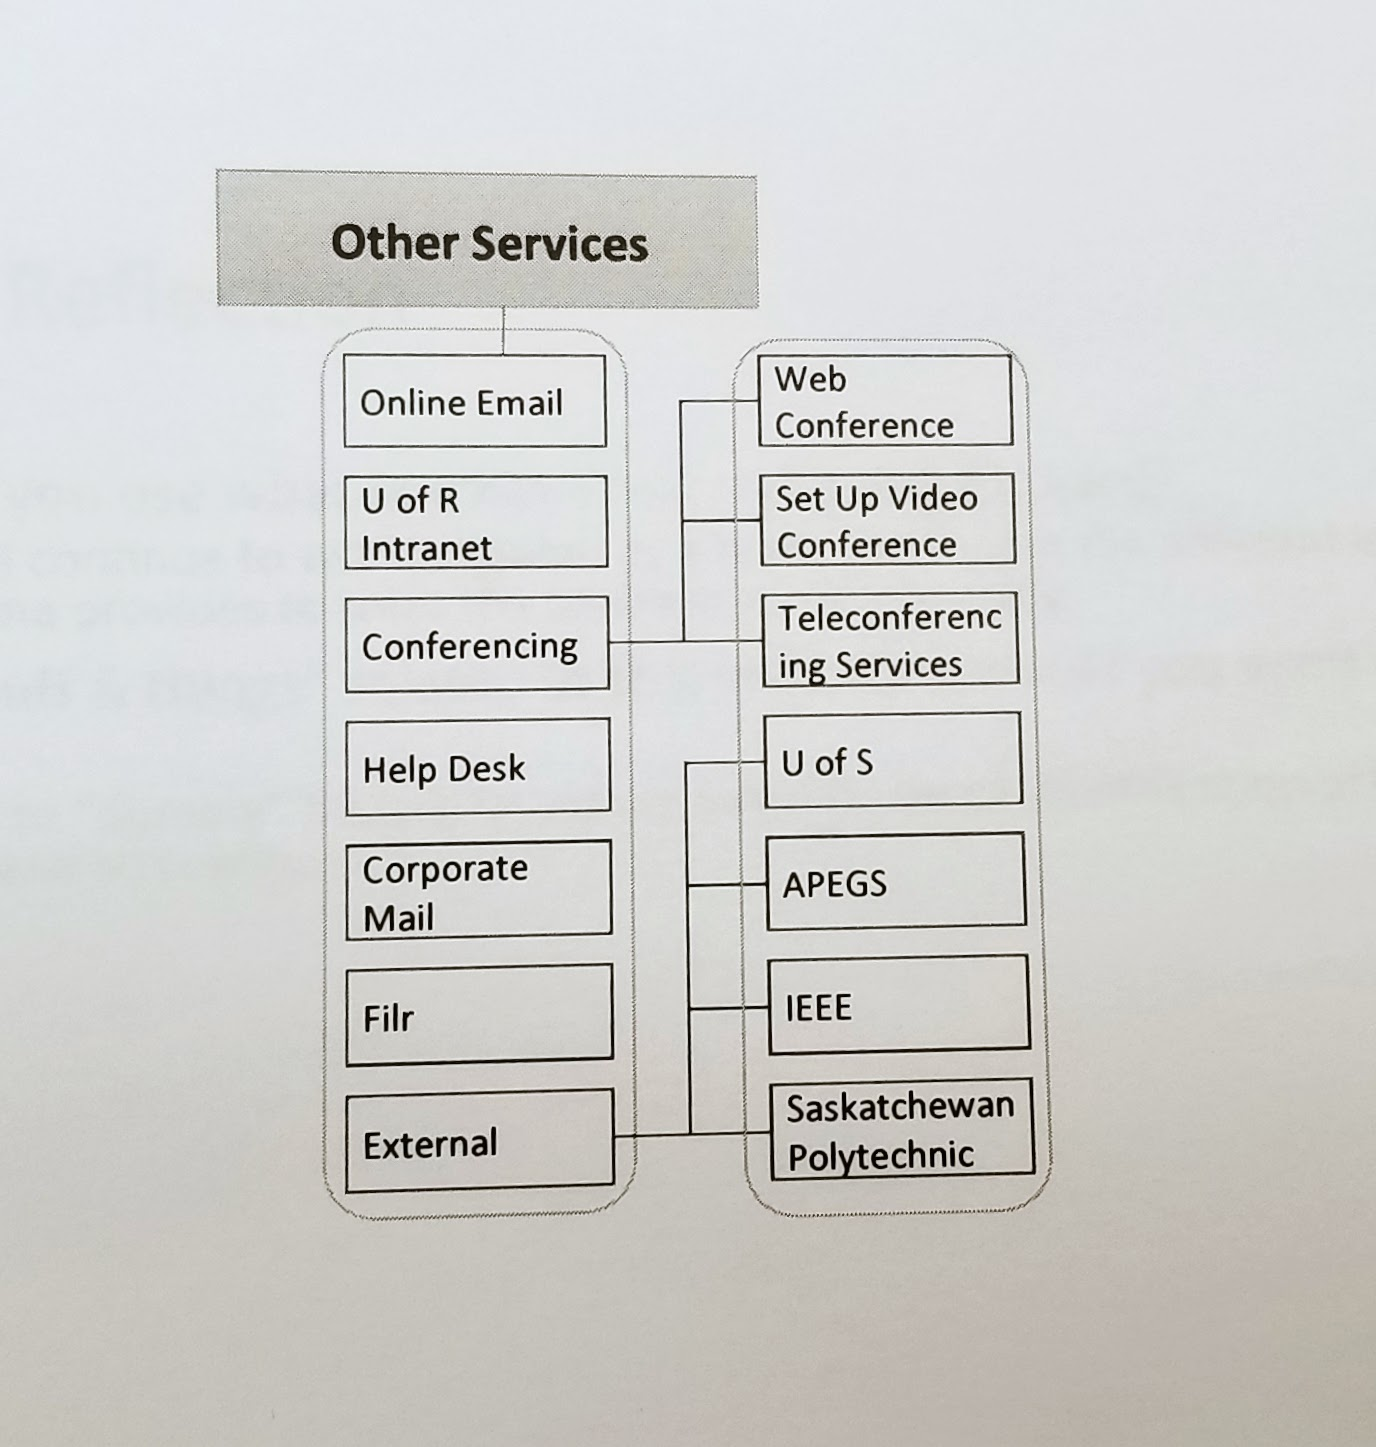 Other Services
Online Email
U of R
Intranet
Conferencing
Help Desk
Corporate
Mail
Filr
External
Web
Conference
Set Up Video
Conference
Teleconferenc
ing Services
U of S
APEGS
IEEE
Saskatchewan
Polytechnic